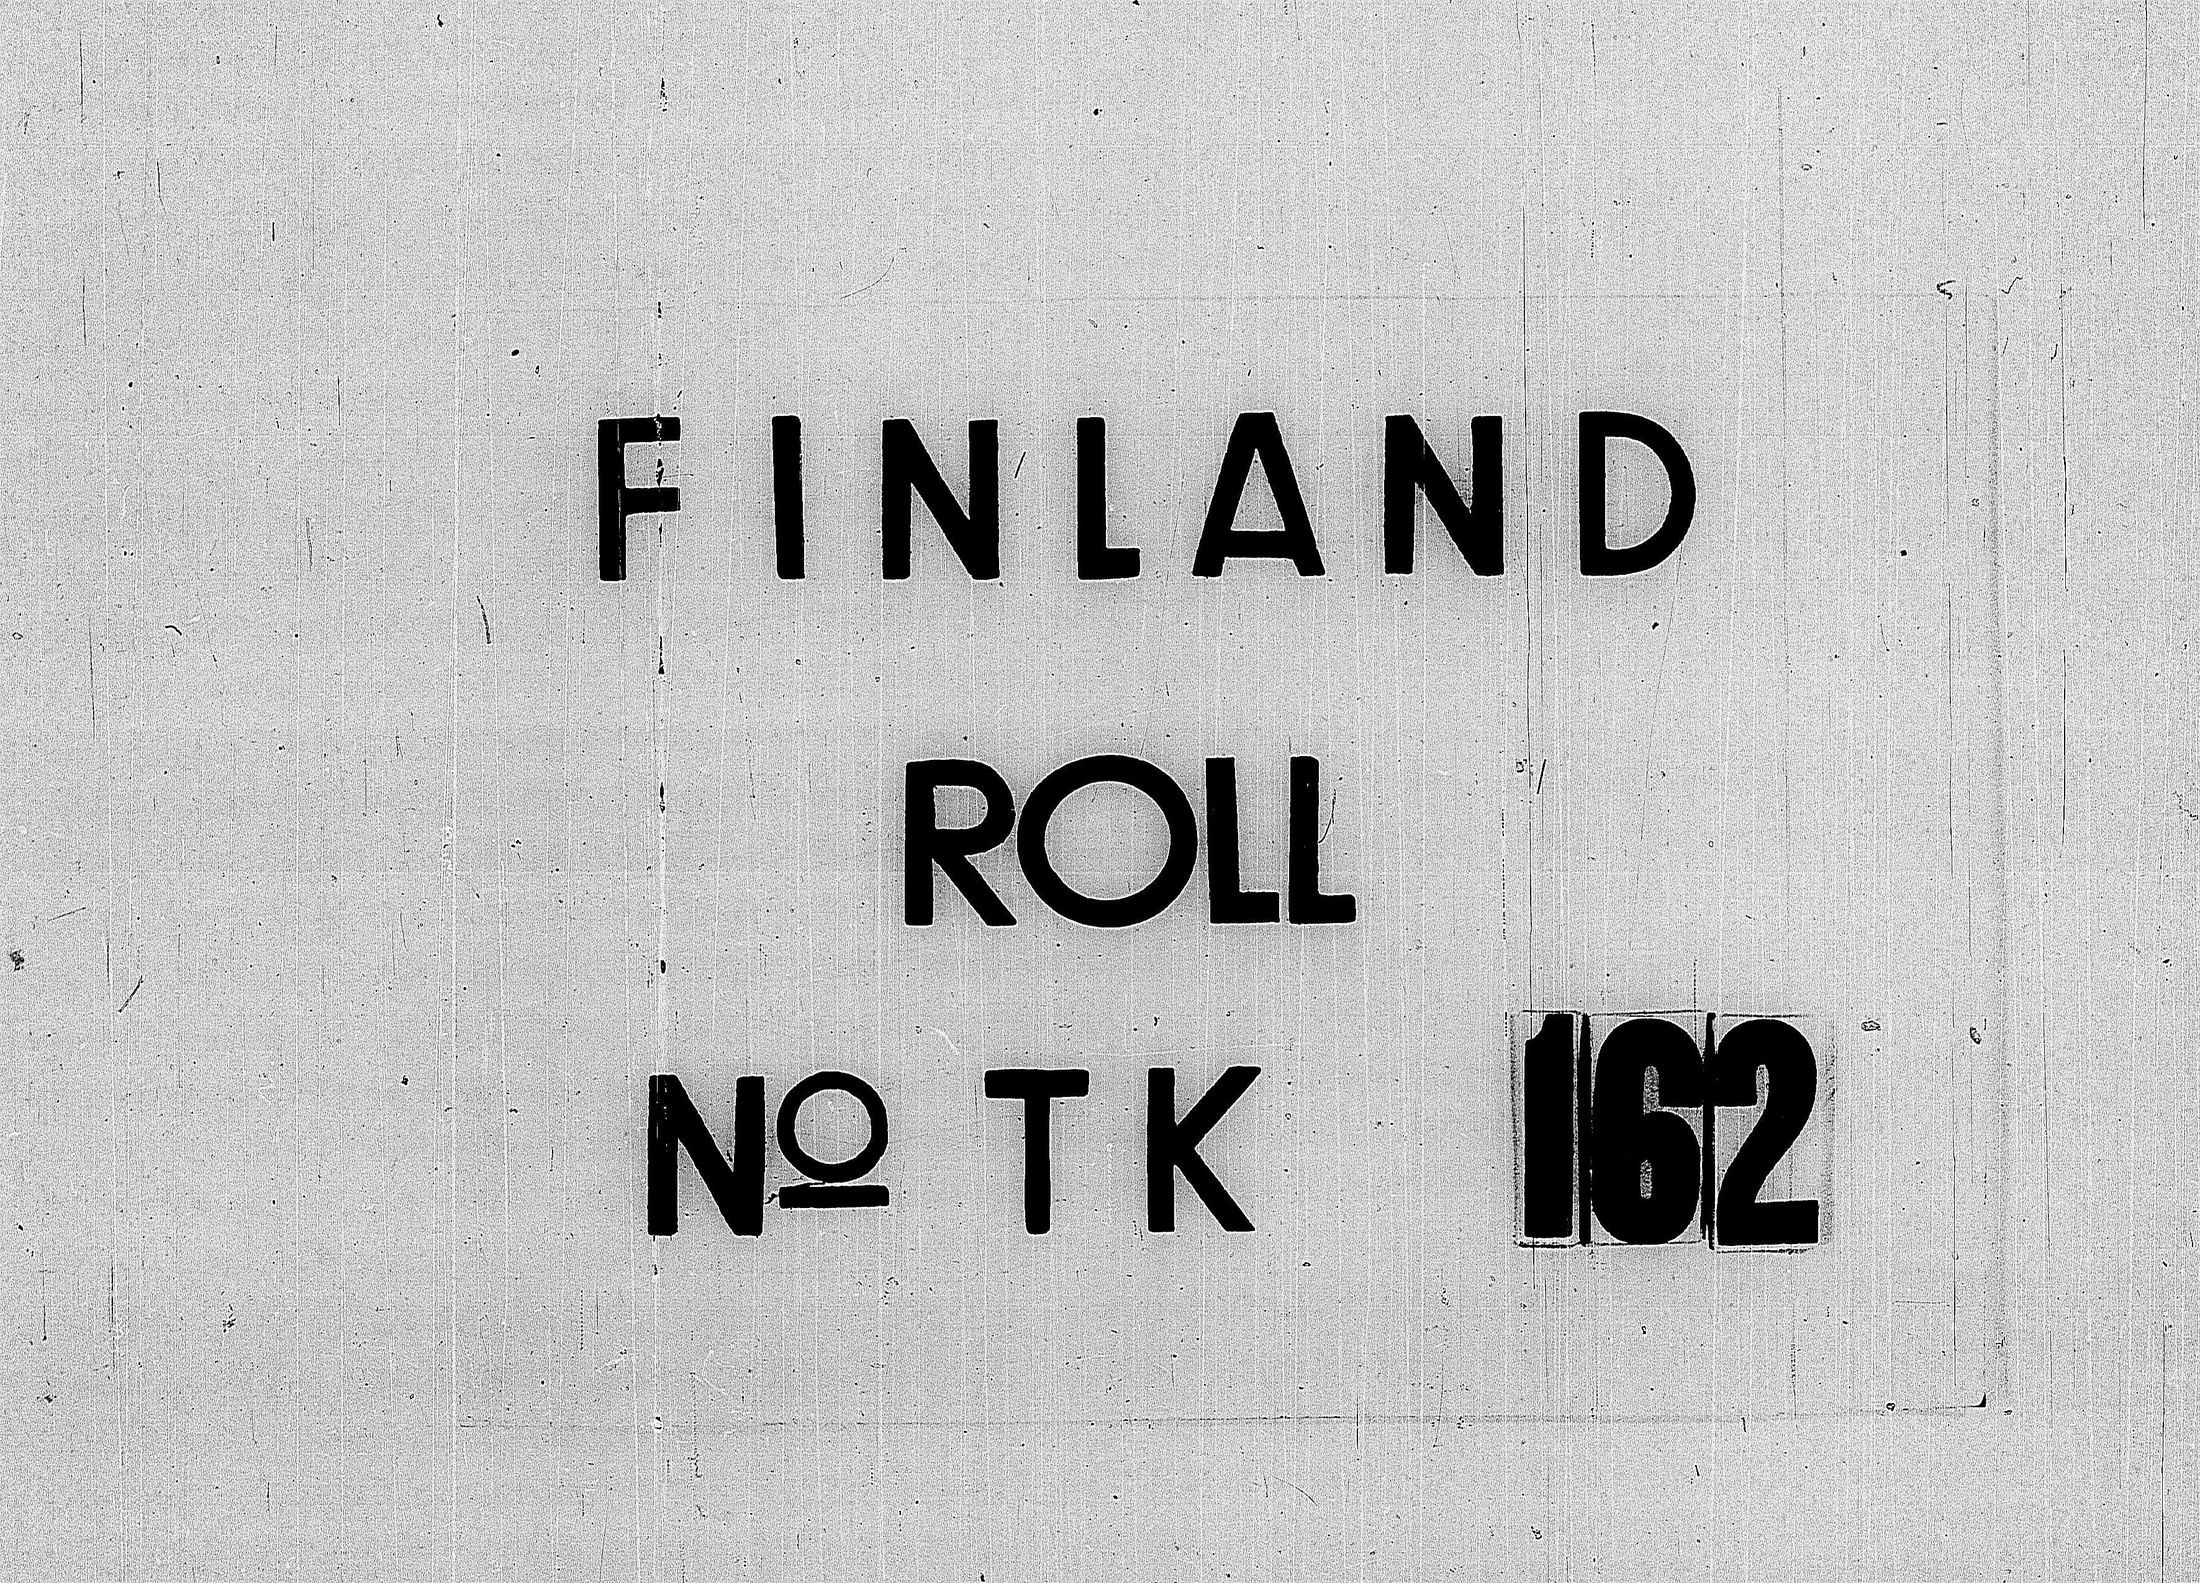 FINLAND
ROLL
Nº TK 162